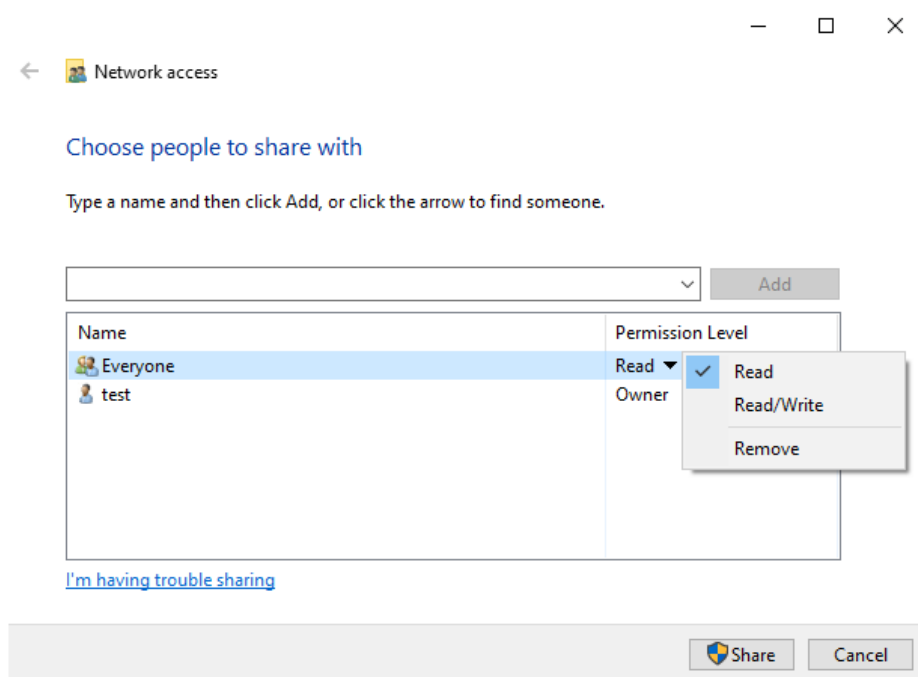 Network access
Choose people to share with
Type a name and then click Add, or click the arrow to find someone.
Add
Name Permission Level
Everyone Read
test Owner
Read
Read/Write
Remove
I'm having trouble sharing
Share Cancel